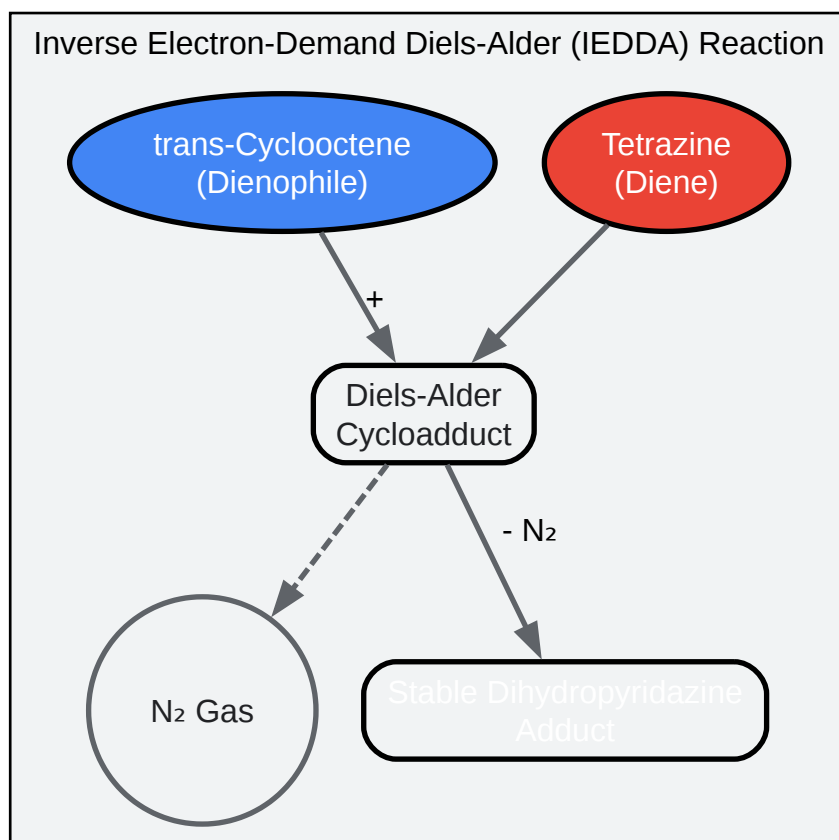 Inverse Electron-Demand Diels-Alder (IEDDA) Reaction
trans-Cyclooctene
(Dienophile)
Tetrazine
(Diene)
+
Diels-Alder
Cycloadduct
- N₂
N₂ Gas
Stable Dihydropyridazine
Adduct